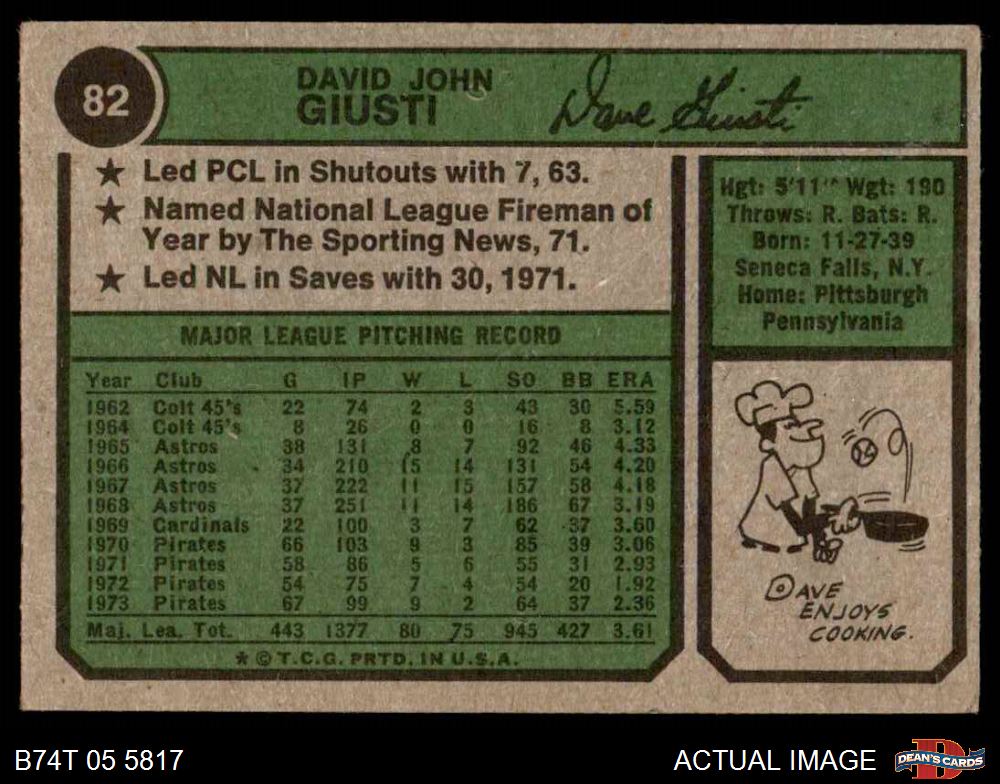 82
DAVID JOHN
GIUSTI
Dave Giusti
★ Led PCL in Shutouts with 7, 63.
★ Named National League Fireman of
Year by The Sporting News, 71.
★ Led NL in Saves with 30, 1971.
Hgt: 5'11" Wgt: 190
Throws: R. Bats: R.
Born: 11-27-39
Seneca Falls, N.Y.
Home: Pittsburgh
Pennsylvania
MAJOR LEAGUE PITCHING RECORD
Year Club G IP W L SO BB ERA
1962 Colt 45's 22 74 2 3 43 30 5.59
1964 Colt 45's 8 26 0 0 16 8 3.12
1965 Astros 38 131 8 7 92 46 4.33
1966 Astros 34 210 15 14 131 54 4.20
1967 Astros 37 222 11 15 157 58 4.18
1968 Astros 37 251 11 14 186 67 3.19
1969 Cardinals 22 100 3 7 62 37 3.60
1970 Pirates 66 103 9 3 85 39 3.06
1971 Pirates 58 86 5 6 55 31 2.93
1972 Pirates 54 75 7 4 54 20 1.92
1973 Pirates 67 99 9 2 64 37 2.36
Maj. Lea. Tot. 443 1377 80 75 945 427 3.61
★ © T.C.G. PRTD. IN U.S.A.
DAVE
ENJOYS
COOKING.
B74T 05 5817
ACTUAL IMAGE
DEAN'S CARDS